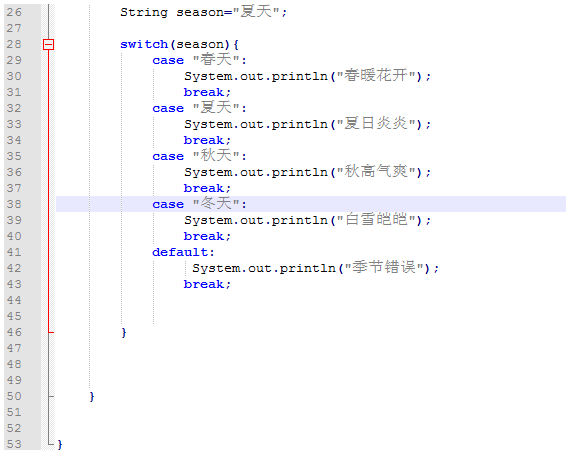 26 String season="夏天";
27
28 switch(season){
29 case "春天":
30 System.out.println("春暖花开");
31 break;
32 case "夏天":
33 System.out.println("夏日炎炎");
34 break;
35 case "秋天":
36 System.out.println("秋高气爽");
37 break;
38 case "冬天":
39 System.out.println("白雪皑皑");
40 break;
41 default:
42 System.out.println("季节错误");
43 break;
44
45
46 }
47
48
49
50 }
51
52
53 }